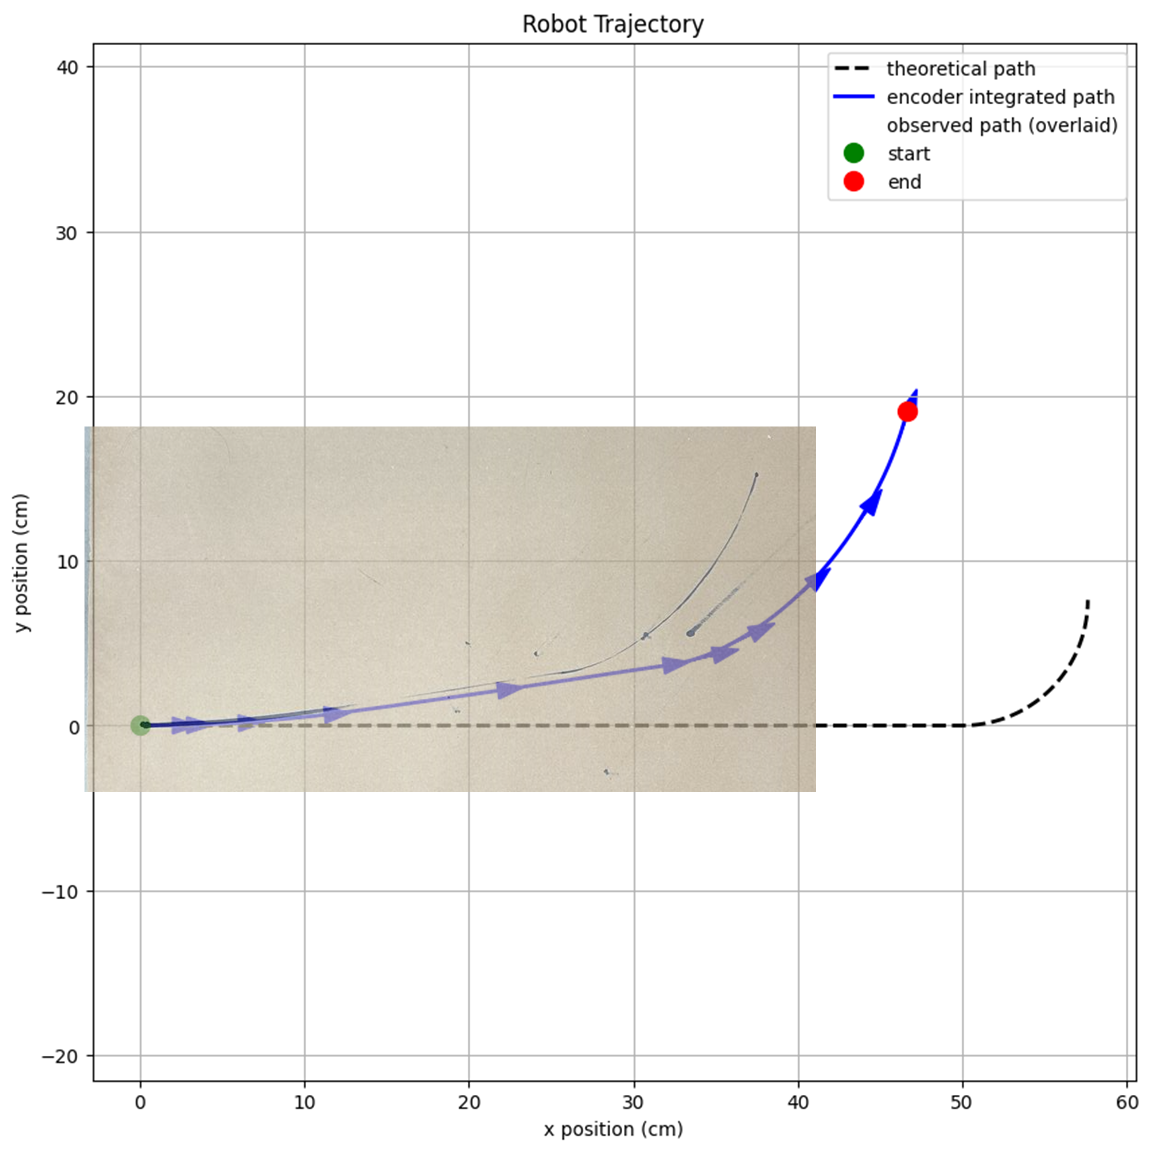 Robot Trajectory
theoretical path
encoder integrated path
observed path (overlaid)
start
end
40
30
20
10
0
−10
−20
y position (cm)
0 10 20 30 40 50 60
x position (cm)